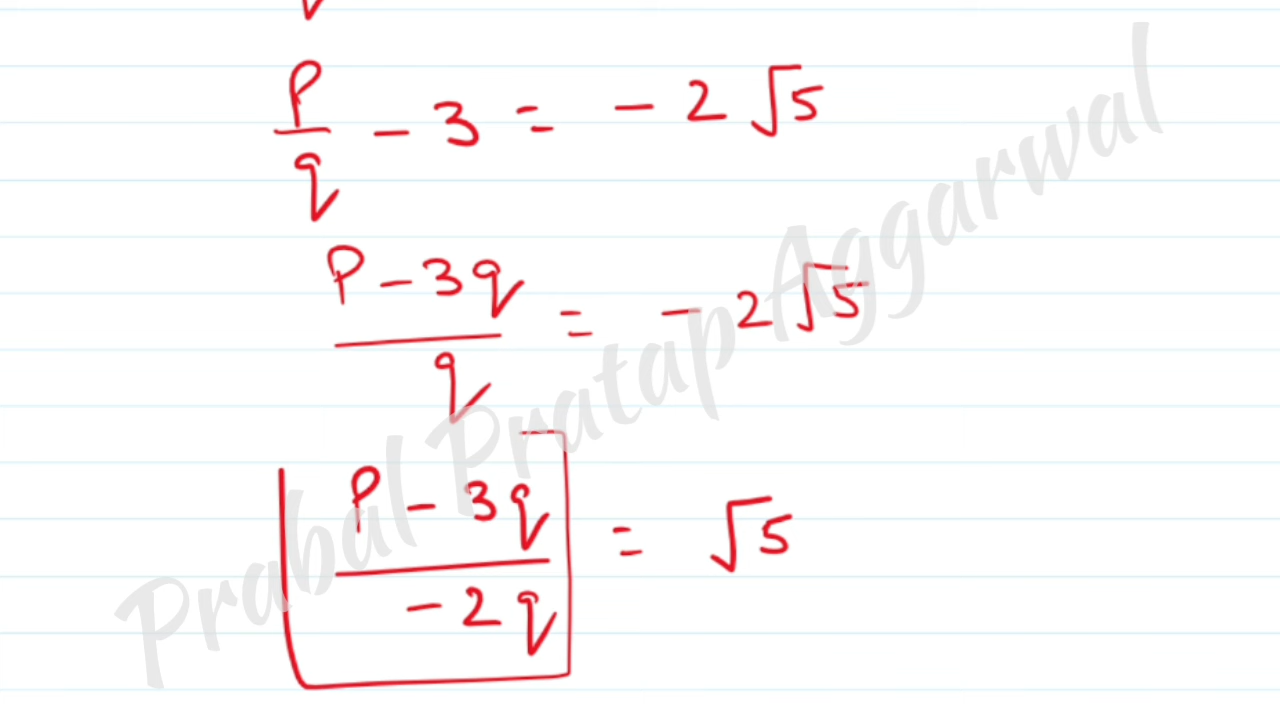 p/q - 3 = - 2√5
(p - 3q)/q = - 2√5
(p - 3q)/(-2q) = √5
Prabal Pratap Aggarwal